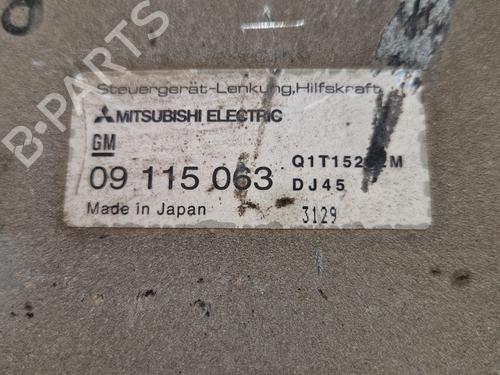 Steuergerät-Lenkung,Hilfskraft
MITSUBISHI ELECTRIC
GM
09 115 063
DJ45
Made in Japan
3129
B-PARTS